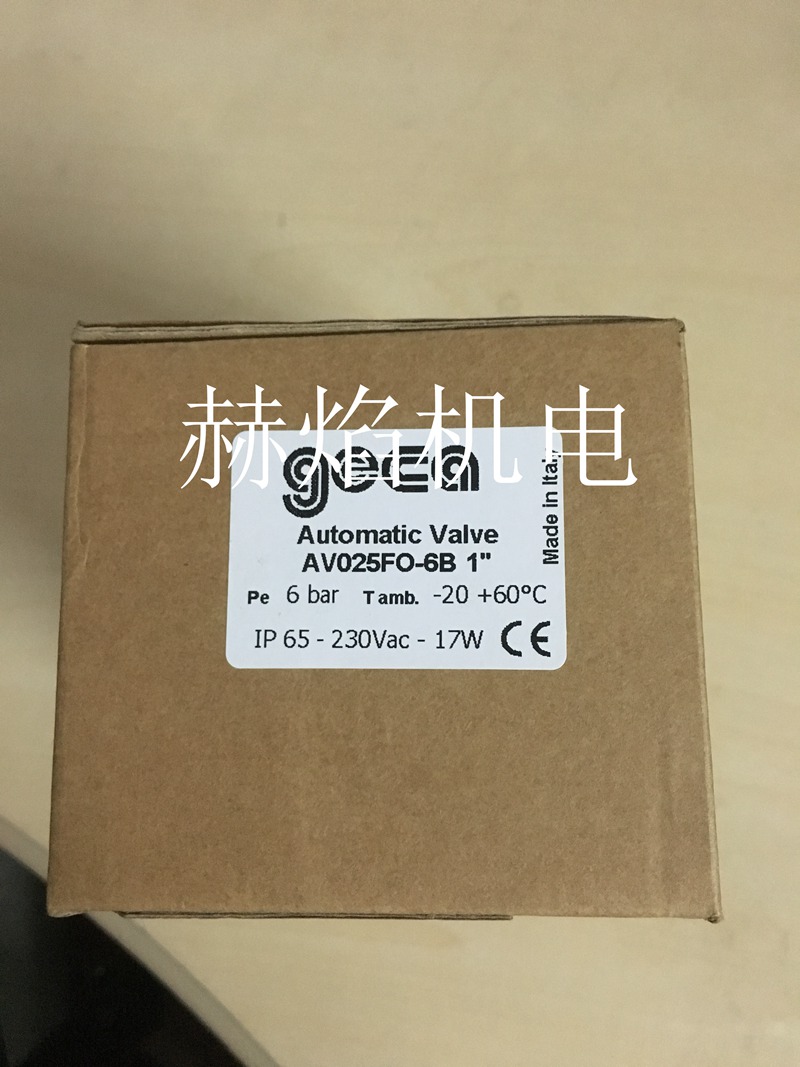 赫焰机电
geca
Automatic Valve
AV025FO-6B 1"
Pe 6 bar Tamb. -20 +60°C
IP 65 - 230Vac - 17W CE
Made in Italy